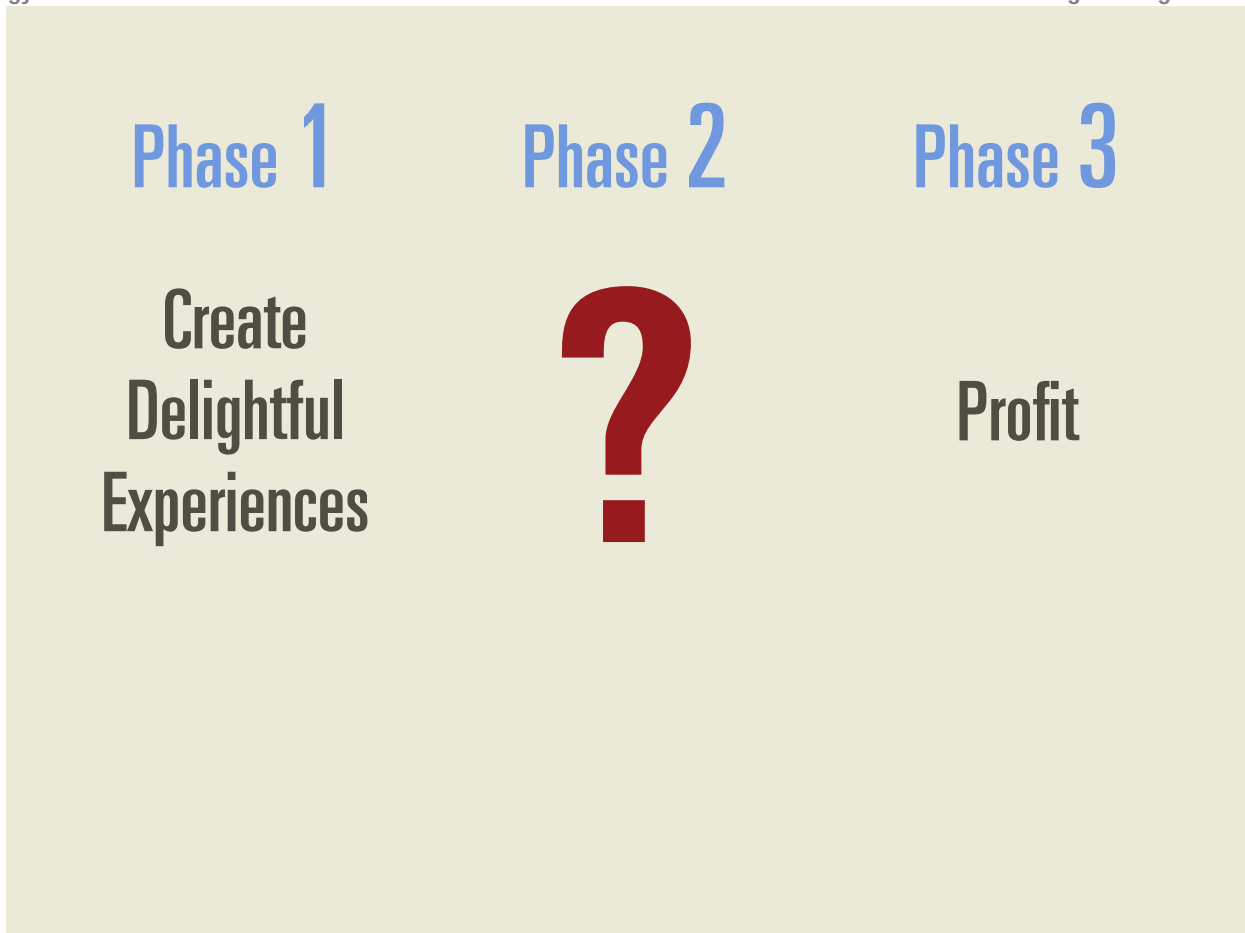 Phase 1
Phase 2
Phase 3
Create
Delightful
Experiences
?
Profit